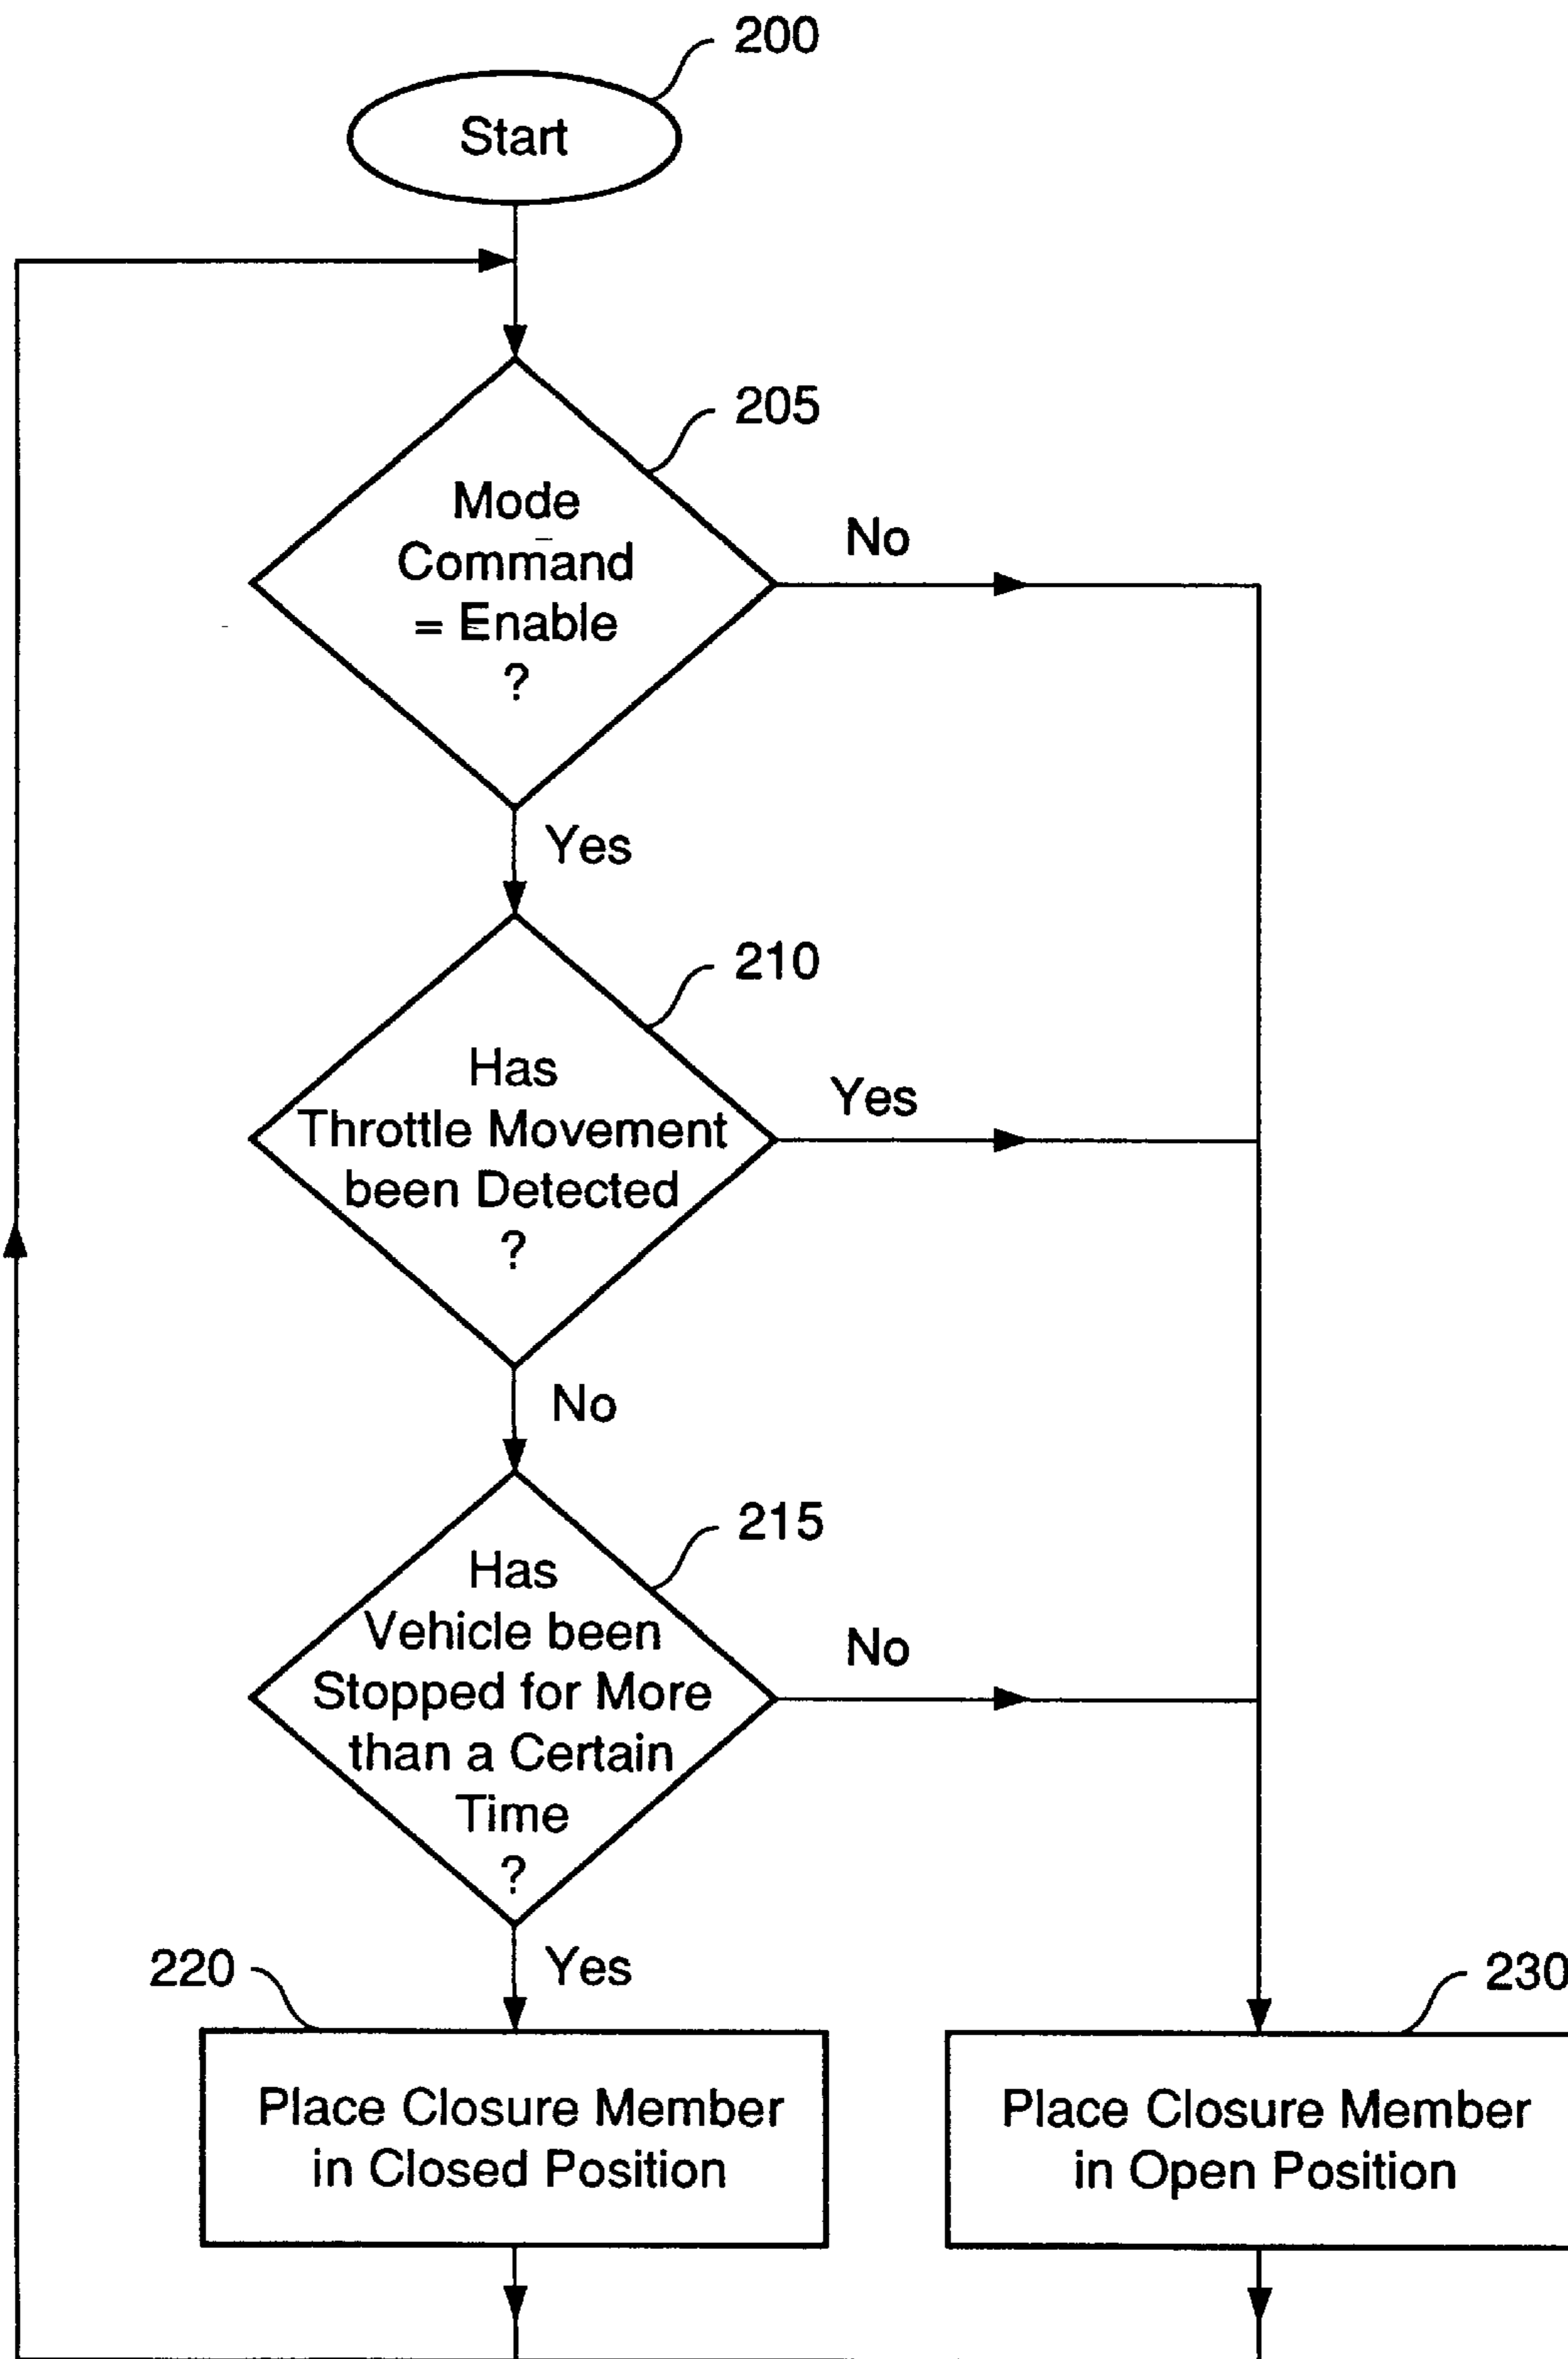 200
Start
205
Mode
Command
= Enable
?
No
Yes
210
Has
Throttle Movement
been Detected
?
Yes
No
215
Has
Vehicle been
Stopped for More
than a Certain
Time
?
No
Yes
220
230
Place Closure Member
in Closed Position
Place Closure Member
in Open Position